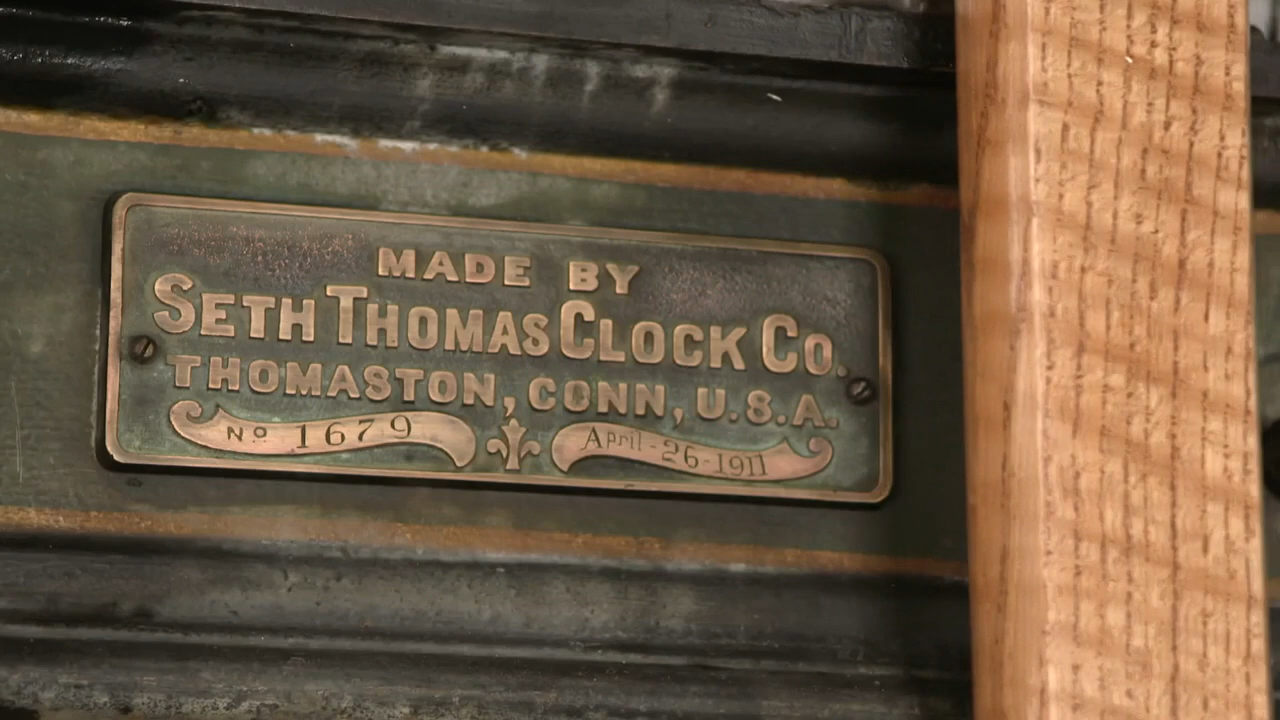 MADE BY
SETH THOMAS CLOCK CO.
THOMASTON, CONN, U.S.A.
No 1679 April-26-1911